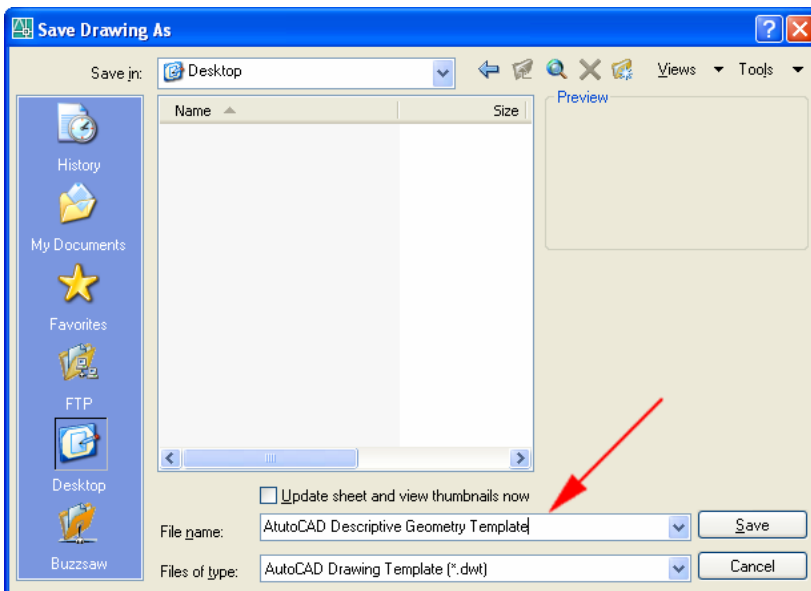 Save Drawing As
Save in:
Desktop
Views
Tools
Name
Size
Preview
History
My Documents
Favorites
FTP
Desktop
Buzzsaw
Update sheet and view thumbnails now
File name:
AtutoCAD Descriptive Geometry Template
Save
Files of type:
AutoCAD Drawing Template (*.dwt)
Cancel